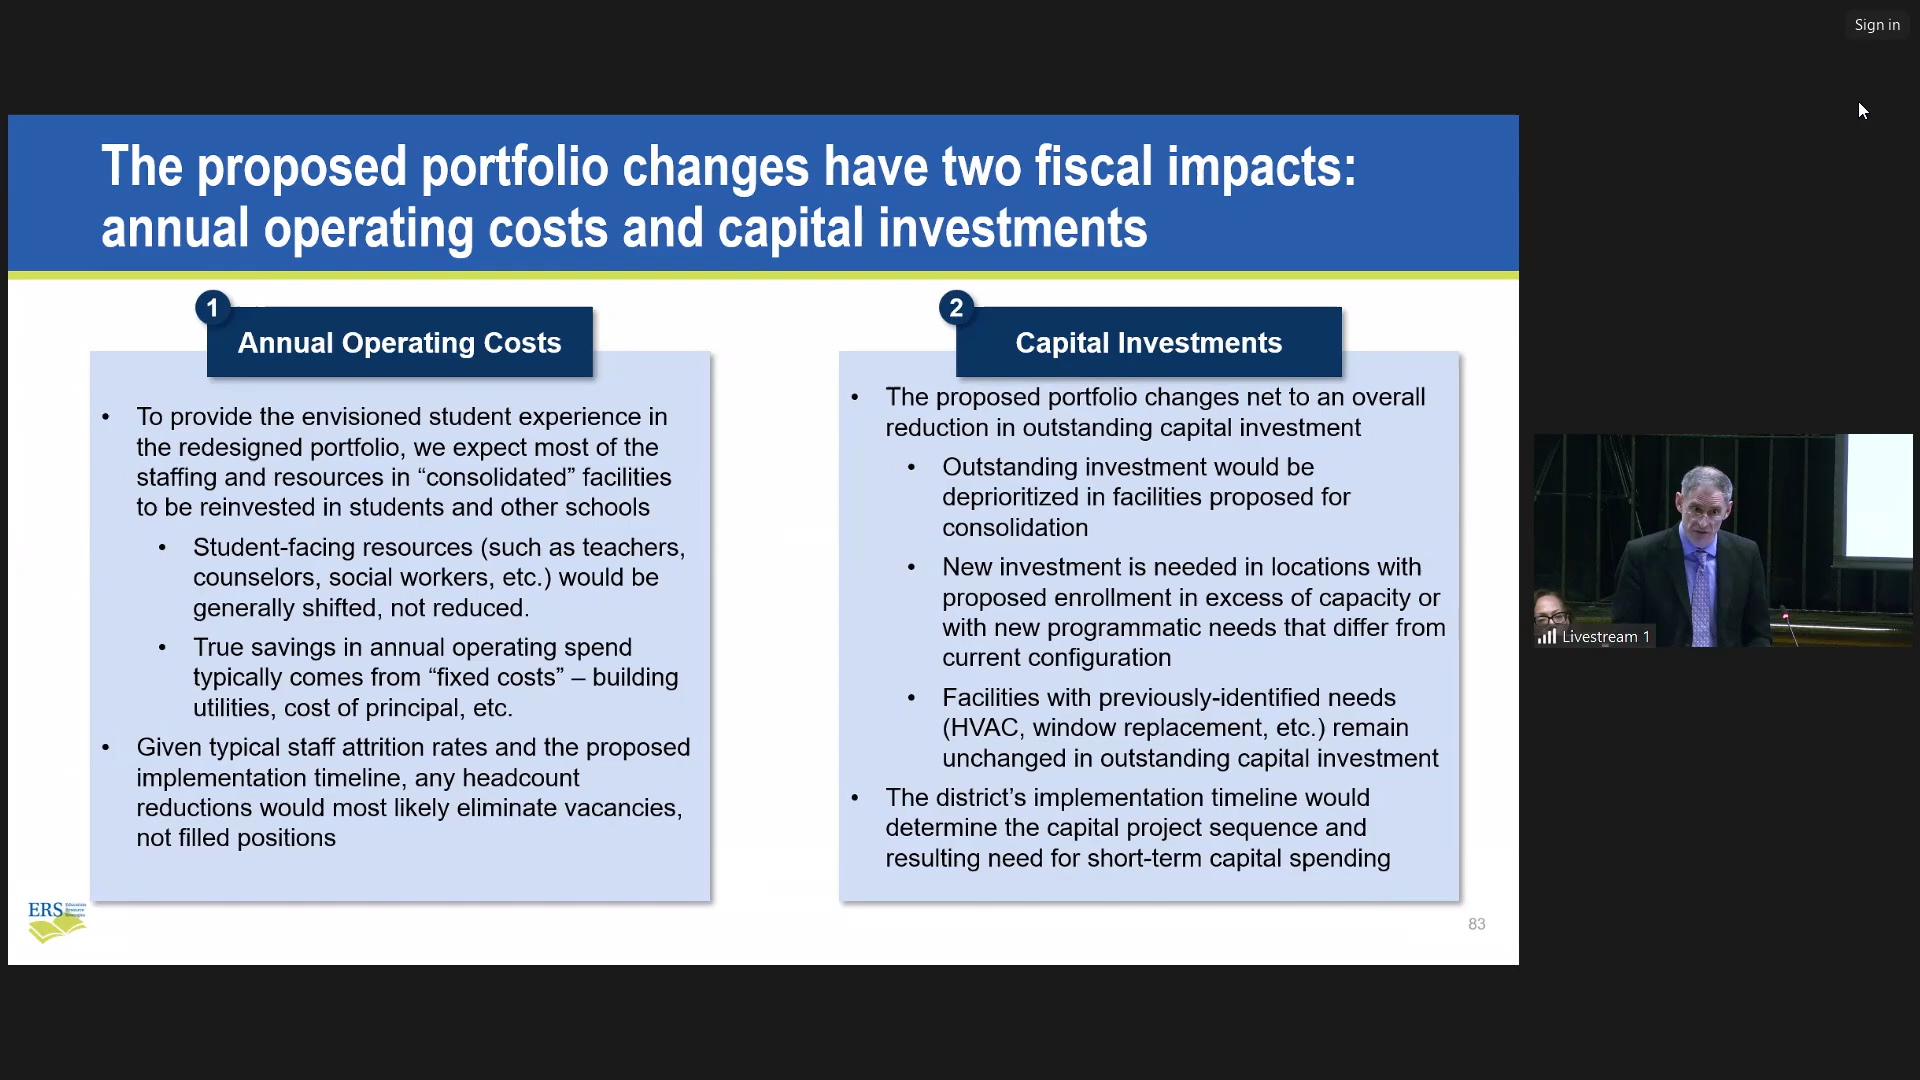 Sign in
The proposed portfolio changes have two fiscal impacts:
annual operating costs and capital investments
1
Annual Operating Costs
• To provide the envisioned student experience in
the redesigned portfolio, we expect most of the
staffing and resources in “consolidated” facilities
to be reinvested in students and other schools
• Student-facing resources (such as teachers,
counselors, social workers, etc.) would be
generally shifted, not reduced.
• True savings in annual operating spend
typically comes from “fixed costs” – building
utilities, cost of principal, etc.
• Given typical staff attrition rates and the proposed
implementation timeline, any headcount
reductions would most likely eliminate vacancies,
not filled positions
2
Capital Investments
• The proposed portfolio changes net to an overall
reduction in outstanding capital investment
• Outstanding investment would be
deprioritized in facilities proposed for
consolidation
• New investment is needed in locations with
proposed enrollment in excess of capacity or
with new programmatic needs that differ from
current configuration
• Facilities with previously-identified needs
(HVAC, window replacement, etc.) remain
unchanged in outstanding capital investment
• The district’s implementation timeline would
determine the capital project sequence and
resulting need for short-term capital spending
ERS
Education
Resource
Strategies
83
Livestream 1